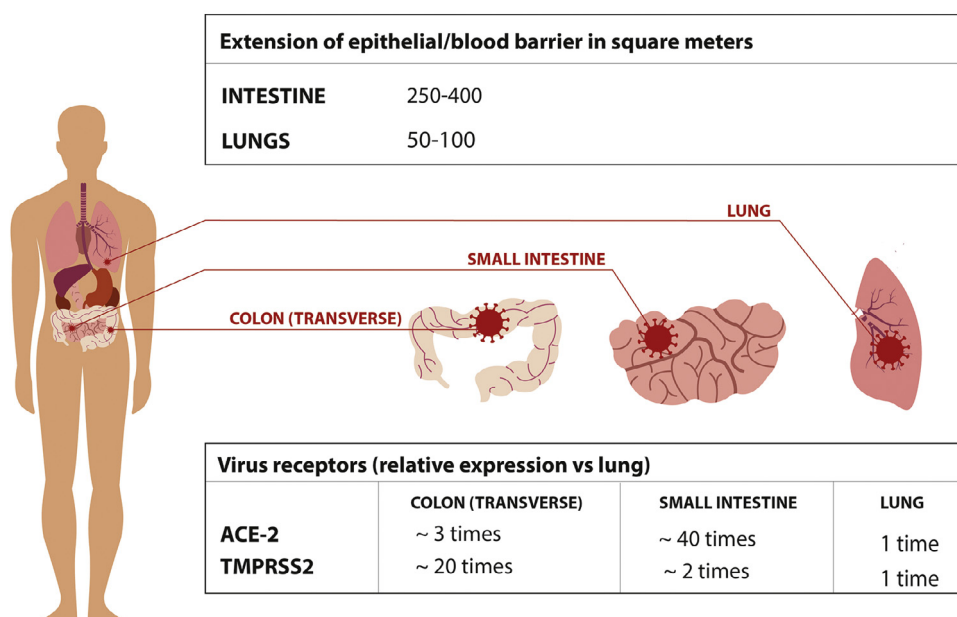 Extension of epithelial/blood barrier in square meters
INTESTINE 250-400
LUNGS 50-100
LUNG
SMALL INTESTINE
COLON (TRANSVERSE)
Virus receptors (relative expression vs lung)
COLON (TRANSVERSE) SMALL INTESTINE LUNG
ACE-2 ~ 3 times ~ 40 times 1 time
TMPRSS2 ~ 20 times ~ 2 times 1 time